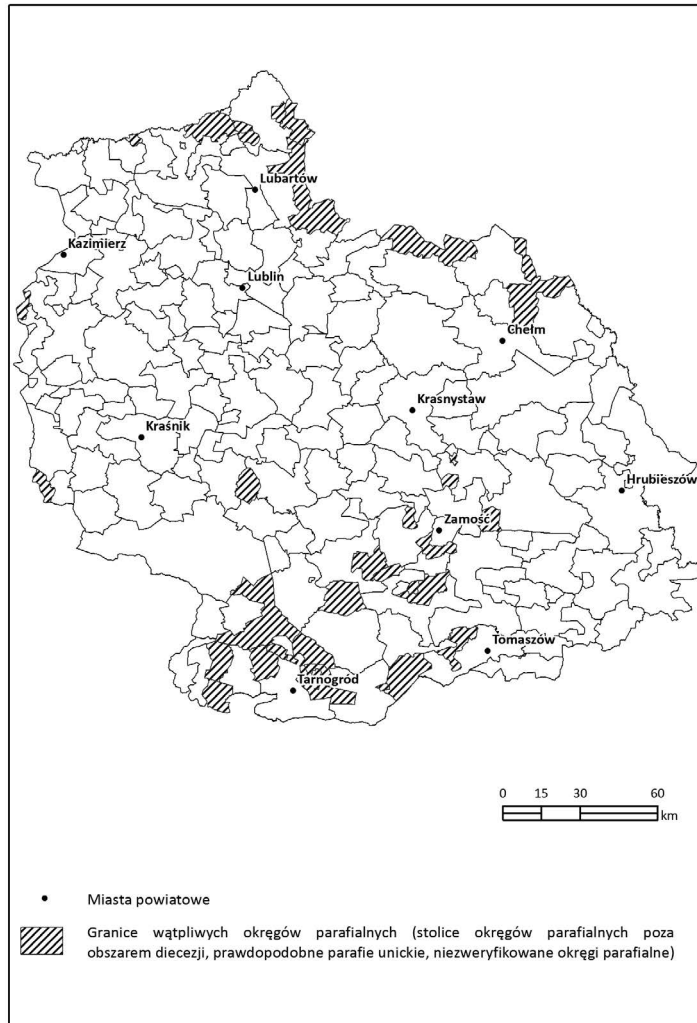 Lubartów
Kazimierz
Lublin
Chełm
Krasnystaw
Kraśnik
Hrubieszów
Zamość
Tomaszów
Tarnogród
0 15 30 60
km
Miasta powiatowe
Granice wątpliwych okręgów parafialnych (stolice okręgów parafialnych poza
obszarem diecezji, prawdopodobne parafie unickie, niezweryfikowane okręgi parafialne)